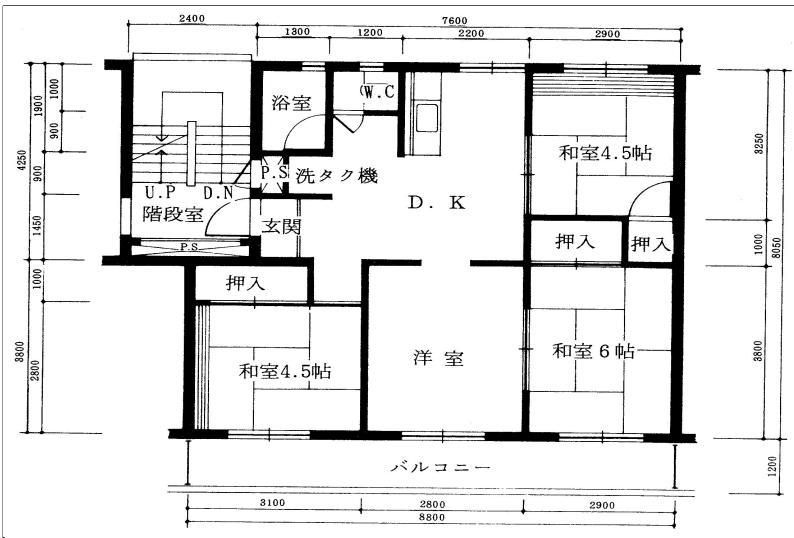 2400
7600
1300
1200
2200
2900
浴室
W.C
和室4.5帖
P.S
洗タク機
D.K
U.P
D.N
階段室
玄関
P.S
押入
押入
押入
和室4.5帖
洋室
和室6帖
バルコニー
4250
1900
1000
900
900
1450
1000
3800
2800
3250
1000
8050
3800
1200
3100
2800
2900
8800